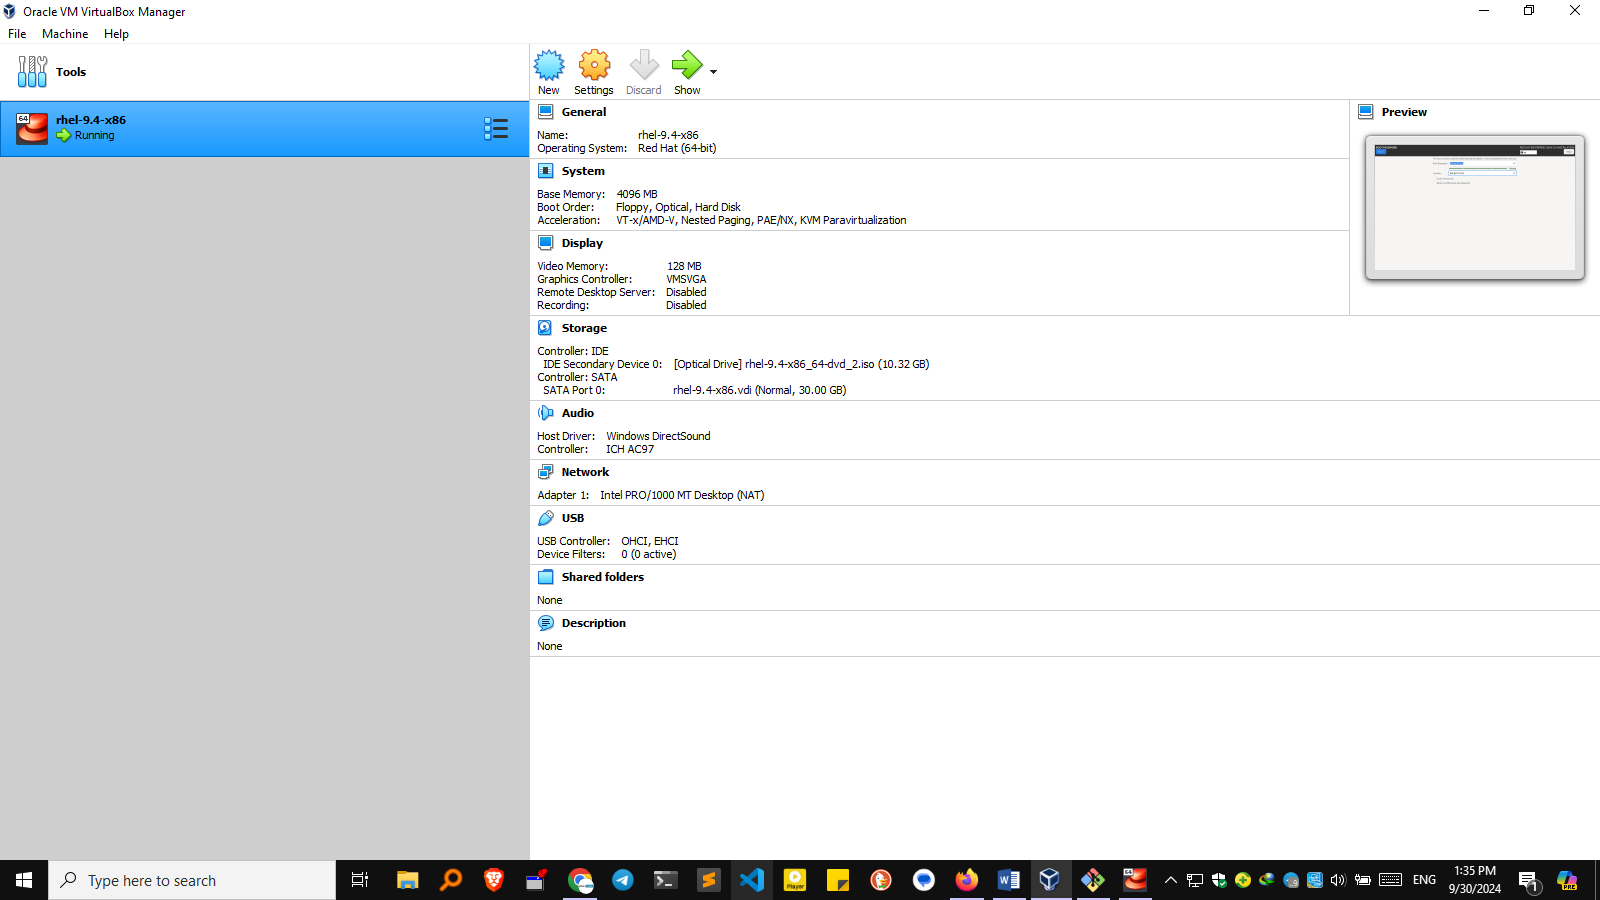 Oracle VM VirtualBox Manager
File Machine Help
Tools
New Settings Discard Show
64
rhel-9.4-x86
Running
General
Name: rhel-9.4-x86
Operating System: Red Hat (64-bit)
System
Base Memory: 4096 MB
Boot Order: Floppy, Optical, Hard Disk
Acceleration: VT-x/AMD-V, Nested Paging, PAE/NX, KVM Paravirtualization
Display
Video Memory: 128 MB
Graphics Controller: VMSVGA
Remote Desktop Server: Disabled
Recording: Disabled
Preview
Storage
Controller: IDE
IDE Secondary Device 0: [Optical Drive] rhel-9.4-x86_64-dvd_2.iso (10.32 GB)
Controller: SATA
SATA Port 0: rhel-9.4-x86.vdi (Normal, 30.00 GB)
Audio
Host Driver: Windows DirectSound
Controller: ICH AC97
Network
Adapter 1: Intel PRO/1000 MT Desktop (NAT)
USB
USB Controller: OHCI, EHCI
Device Filters: 0 (0 active)
Shared folders
None
Description
None
Type here to search
Player
64
ENG
1:35 PM
9/30/2024
1
PRE